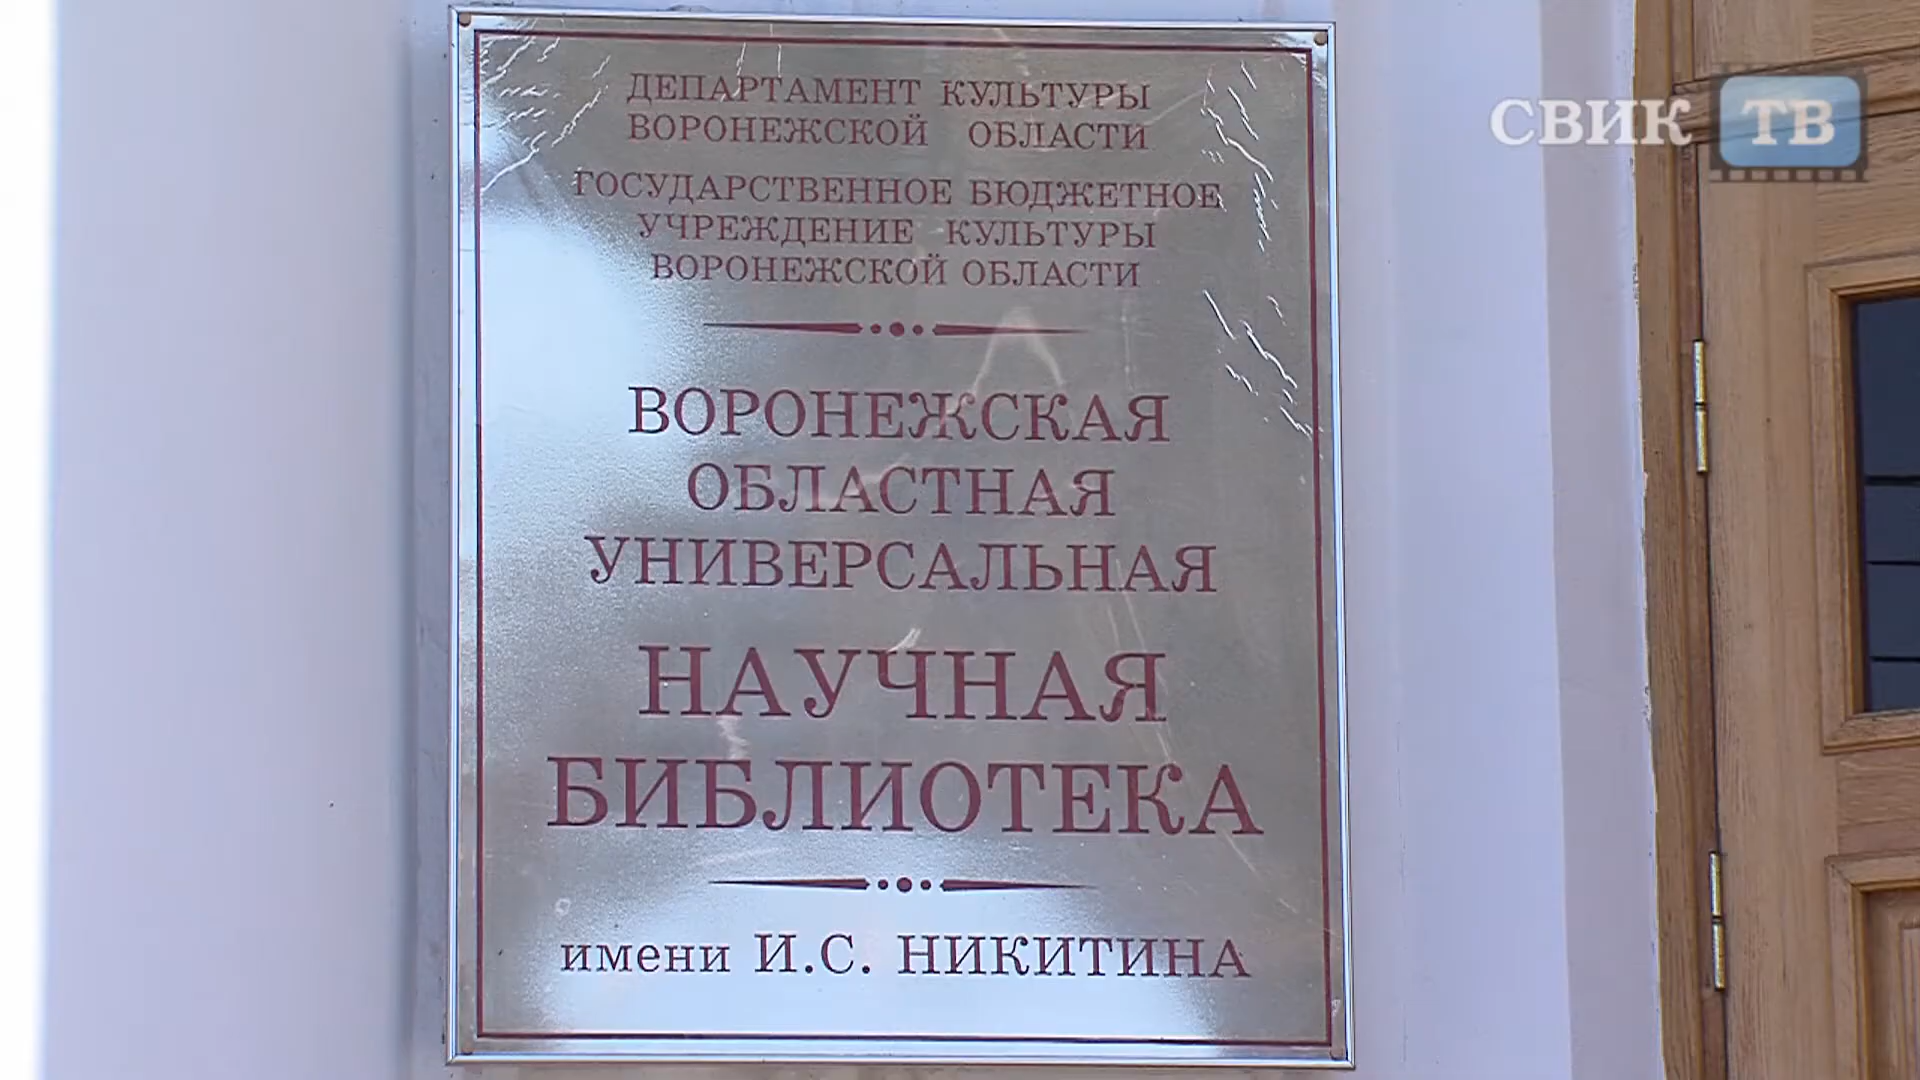 ДЕПАРТАМЕНТ КУЛЬТУРЫ
ВОРОНЕЖСКОЙ ОБЛАСТИ
ГОСУДАРСТВЕННОЕ БЮДЖЕТНОЕ
УЧРЕЖДЕНИЕ КУЛЬТУРЫ
ВОРОНЕЖСКОЙ ОБЛАСТИ
ВОРОНЕЖСКАЯ
ОБЛАСТНАЯ
УНИВЕРСАЛЬНАЯ
НАУЧНАЯ
БИБЛИОТЕКА
имени И.С. НИКИТИНА
СВИК ТВ